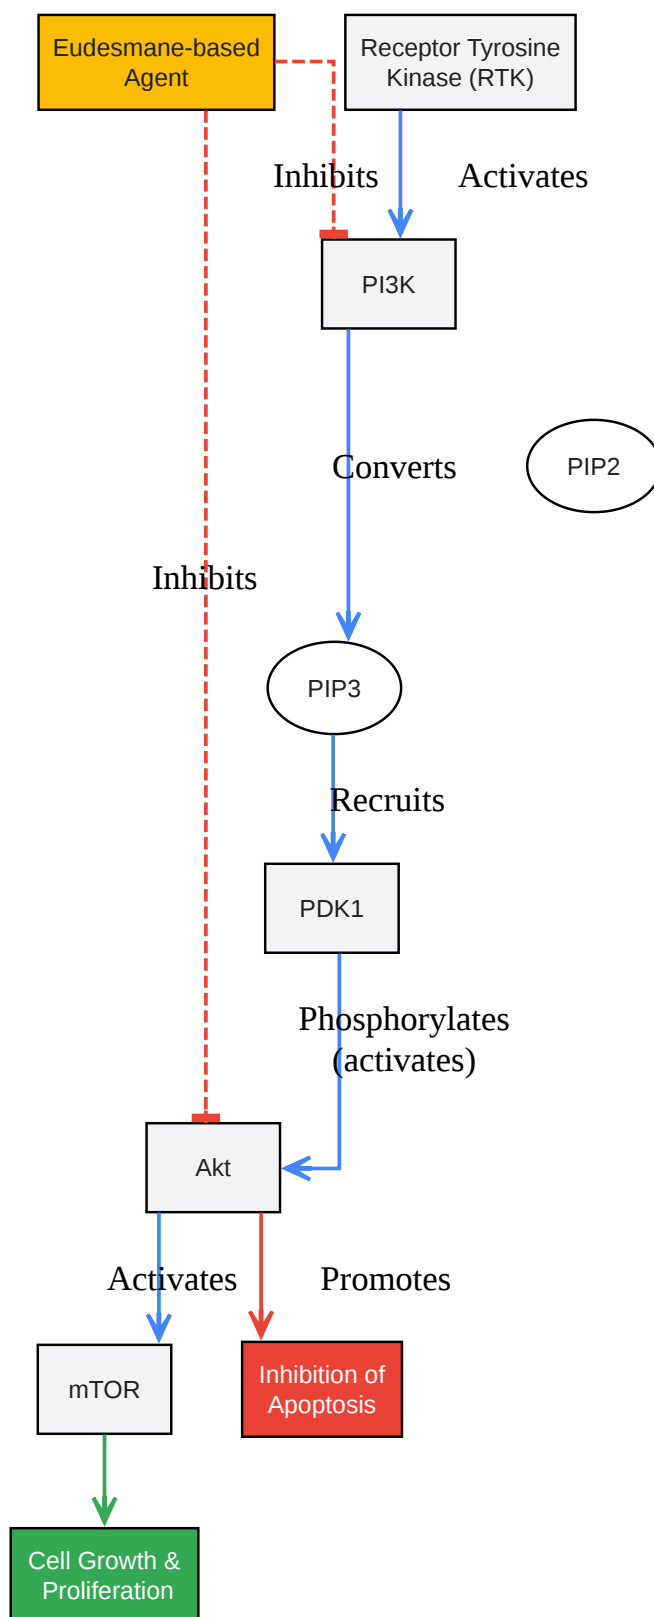 Eudesmane-based
Agent
Receptor Tyrosine
Kinase (RTK)
Inhibits
Activates
PI3K
Converts
PIP2
Inhibits
PIP3
Recruits
PDK1
Phosphorylates
(activates)
Akt
Activates
Promotes
mTOR
Inhibition of
Apoptosis
Cell Growth &
Proliferation